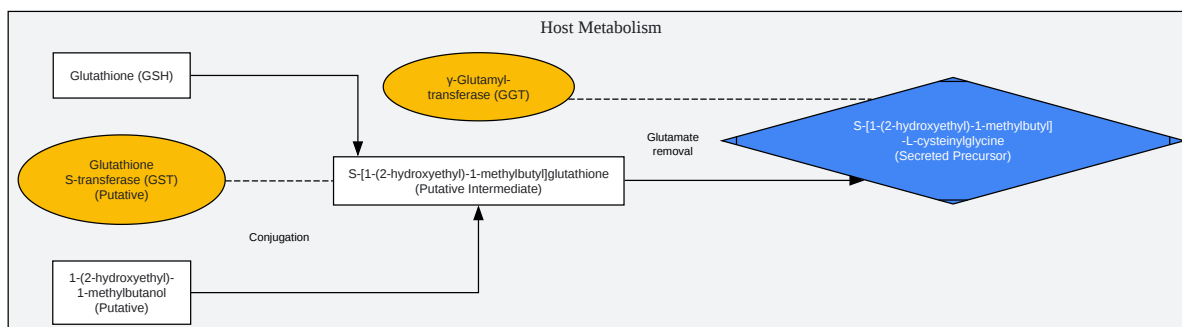 Host Metabolism
Glutathione (GSH)
γ-Glutamyl-
transferase (GGT)
S-[1-(2-hydroxyethyl)-1-methylbutyl]
-L-cysteinylglycine
(Secreted Precursor)
Glutamate
removal
Glutathione
S-transferase (GST)
(Putative)
S-[1-(2-hydroxyethyl)-1-methylbutyl]glutathione
(Putative Intermediate)
Conjugation
1-(2-hydroxyethyl)-
1-methylbutanol
(Putative)